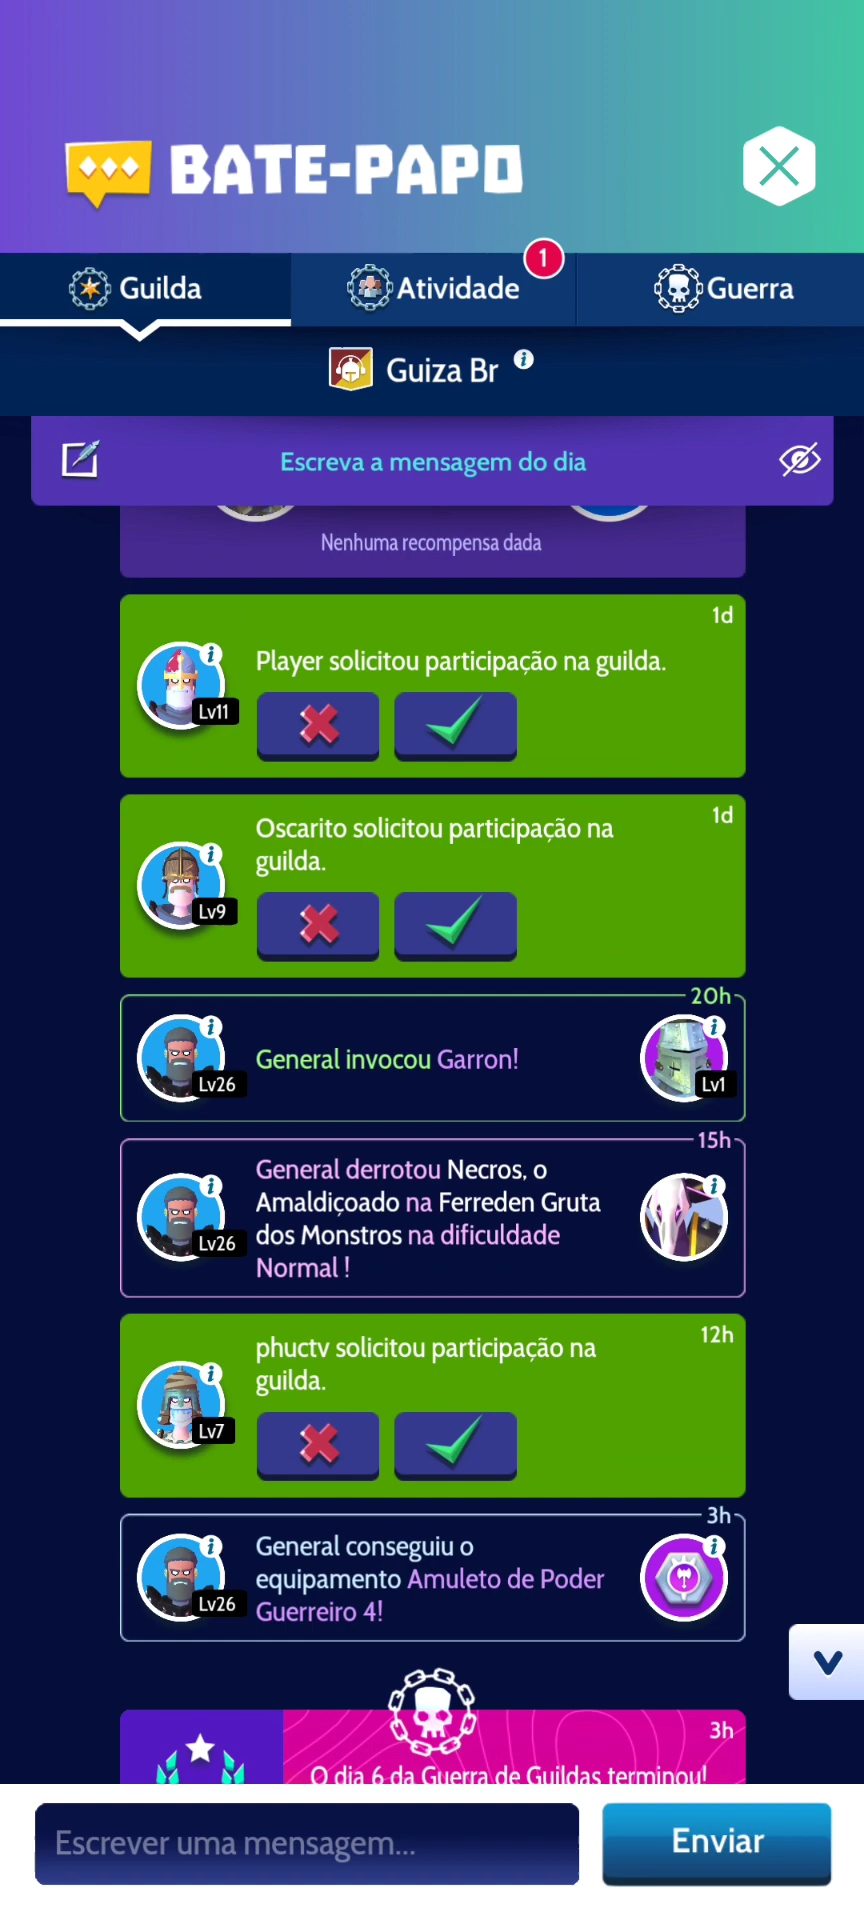 BATE-PAPO
Guilda
Atividade
1
Guerra
Guiza Br
i
Escreva a mensagem do dia
Nenhuma recompensa dada
1d
i
Player solicitou participação na guilda.
Lv11
1d
Oscarito solicitou participação na
guilda.
i
Lv9
20h
i
General invocou Garron!
i
Lv26
Lv1
15h
General derrotou Necros, o
i
Amaldiçoado na Ferreden Gruta
i
dos Monstros na dificuldade
Lv26
Normal !
12h
phuctv solicitou participação na
guilda.
i
Lv7
3h
General conseguiu o
i
equipamento Amuleto de Poder
i
Guerreiro 4!
Lv26
3h
O dia 6 da Guerra de Guildas terminou!
Escrever uma mensagem...
Enviar